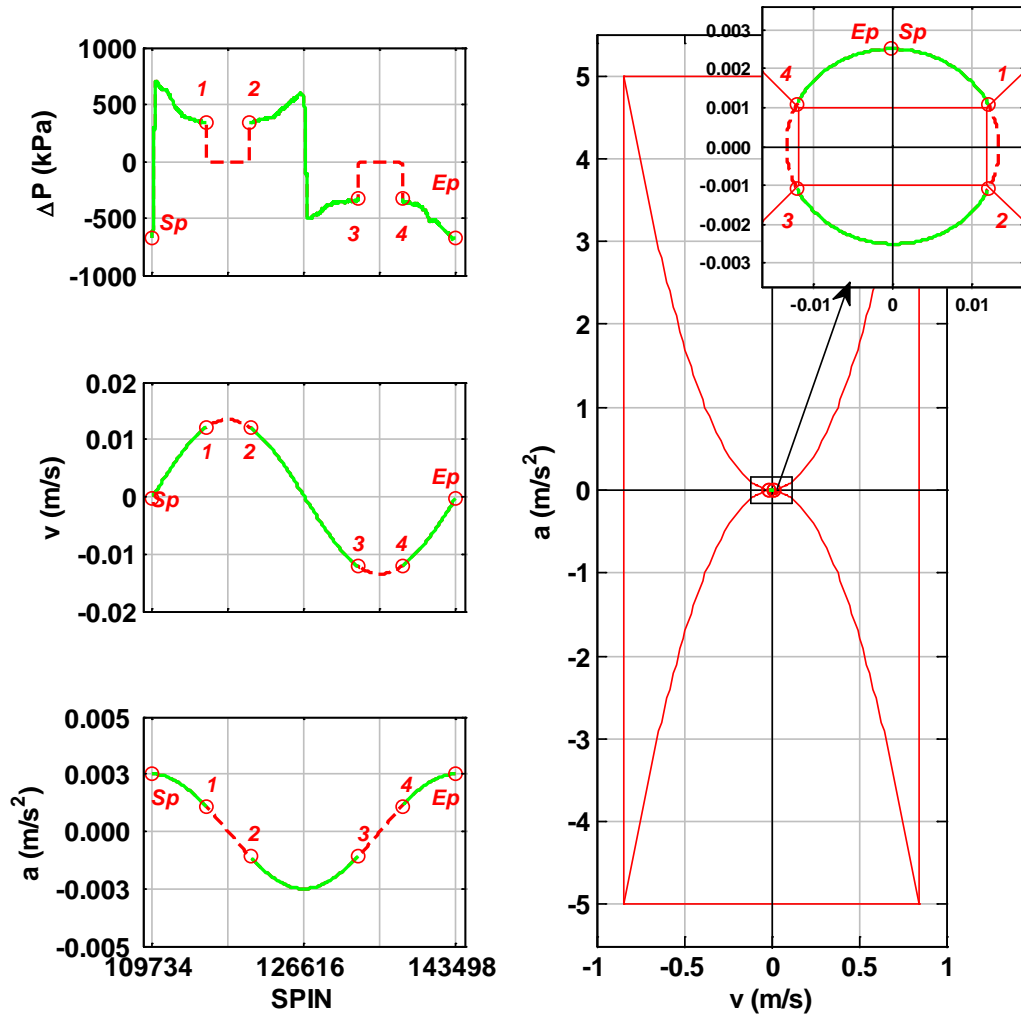 1000
500
0
-500
-1000
ΔP (kPa)
1
2
3
4
Sp
Ep
0.02
0.01
0
-0.01
-0.02
v (m/s)
1
2
3
4
Sp
Ep
0.005
0.003
0.000
-0.003
-0.005
a (m/s²)
1
2
3
4
Sp
Ep
109734 126616 143498
SPIN
5
4
3
2
1
0
-1
-2
-3
-4
-5
a (m/s²)
-1 -0.5 0 0.5 1
v (m/s)
0.003
0.002
0.001
0.000
-0.001
-0.002
-0.003
Ep Sp
4 1
3 2
-0.01 0 0.01